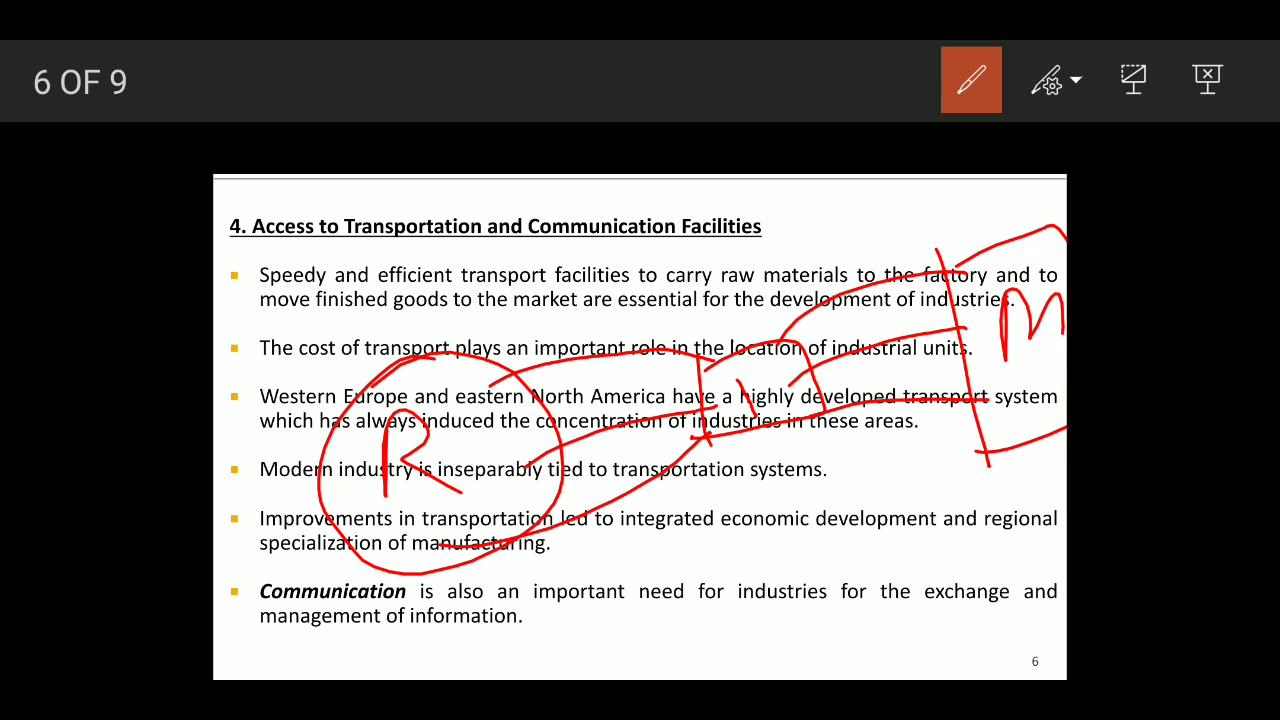 6 OF 9
4. Access to Transportation and Communication Facilities
Speedy and efficient transport facilities to carry raw materials to the factory and to
move finished goods to the market are essential for the development of industries.
The cost of transport plays an important role in the location of industrial units.
Western Europe and eastern North America have a highly developed transport system
which has always induced the concentration of industries in these areas.
Modern industry is inseparably tied to transportation systems.
Improvements in transportation led to integrated economic development and regional
specialization of manufacturing.
Communication is also an important need for industries for the exchange and
management of information.
R
M
6